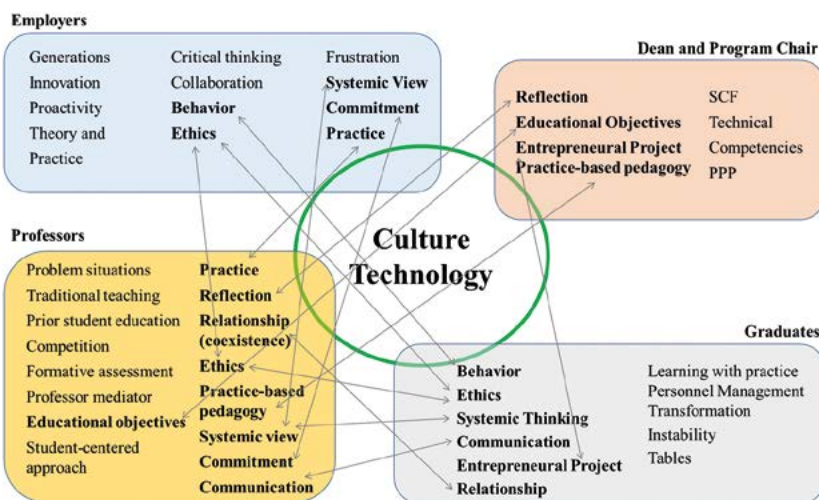 Employers
Generations
Innovation
Proactivity
Theory and
Practice
Critical thinking
Collaboration
Behavior
Ethics
Frustration
Systemic View
Commitment
Practice
Dean and Program Chair
Reflection
Educational Objectives
Entrepreneurial Project
Practice-based pedagogy
SCF
Technical
Competencies
PPP
Culture
Technology
Professors
Problem situations
Traditional teaching
Prior student education
Competition
Formative assessment
Professor mediator
Educational objectives
Student-centered
approach
Practice
Reflection
Relationship
(coexistence)
Ethics
Practice-based
pedagogy
Systemic view
Commitment
Communication
Graduates
Behavior
Ethics
Systemic Thinking
Communication
Entrepreneurial Project
Relationship
Learning with practice
Personnel Management
Transformation
Instability
Tables